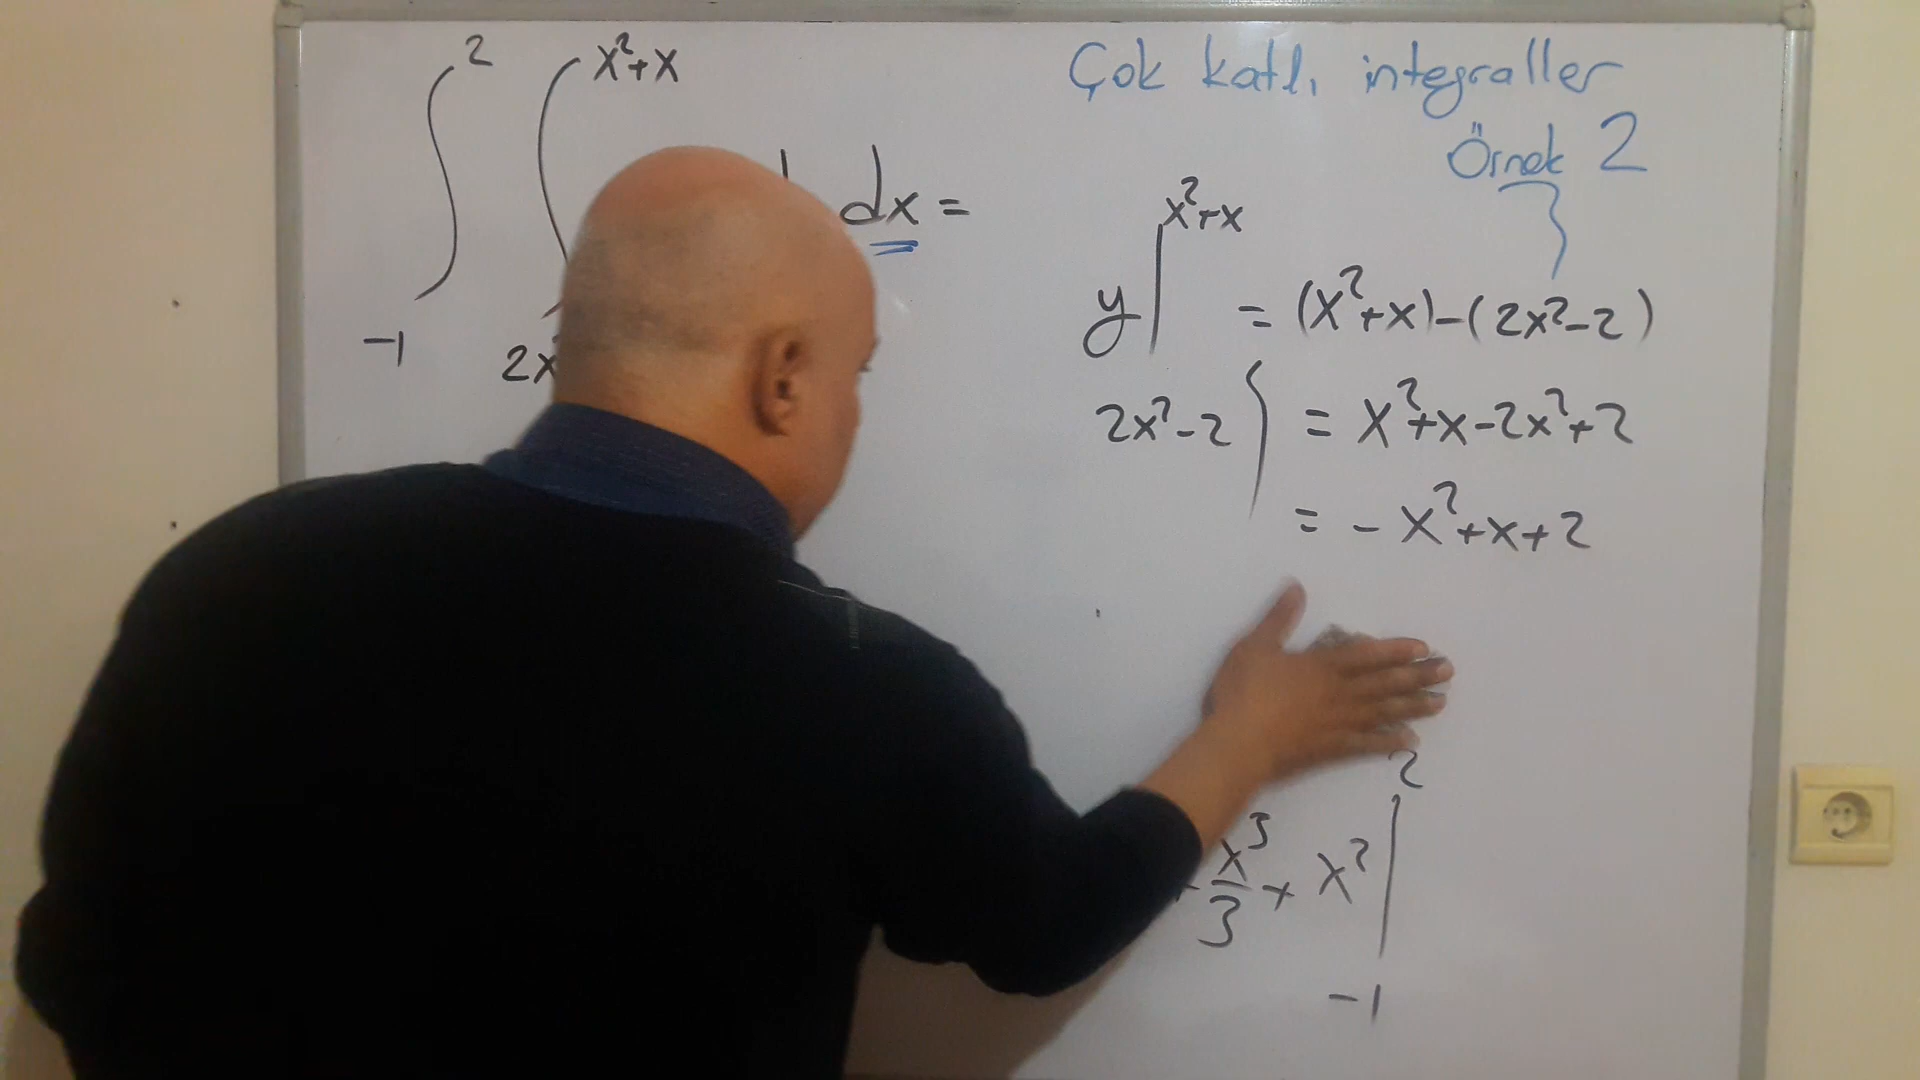 Çok katlı integraller
Örnek 2
2 x²+x
∫ ∫ dx =
-1 2x
x²+x
y| = (x²+x)-(2x²-2)
2x²-2 = x²+x-2x²+2
= -x²+x+2
2
x³/3 + x² |
-1